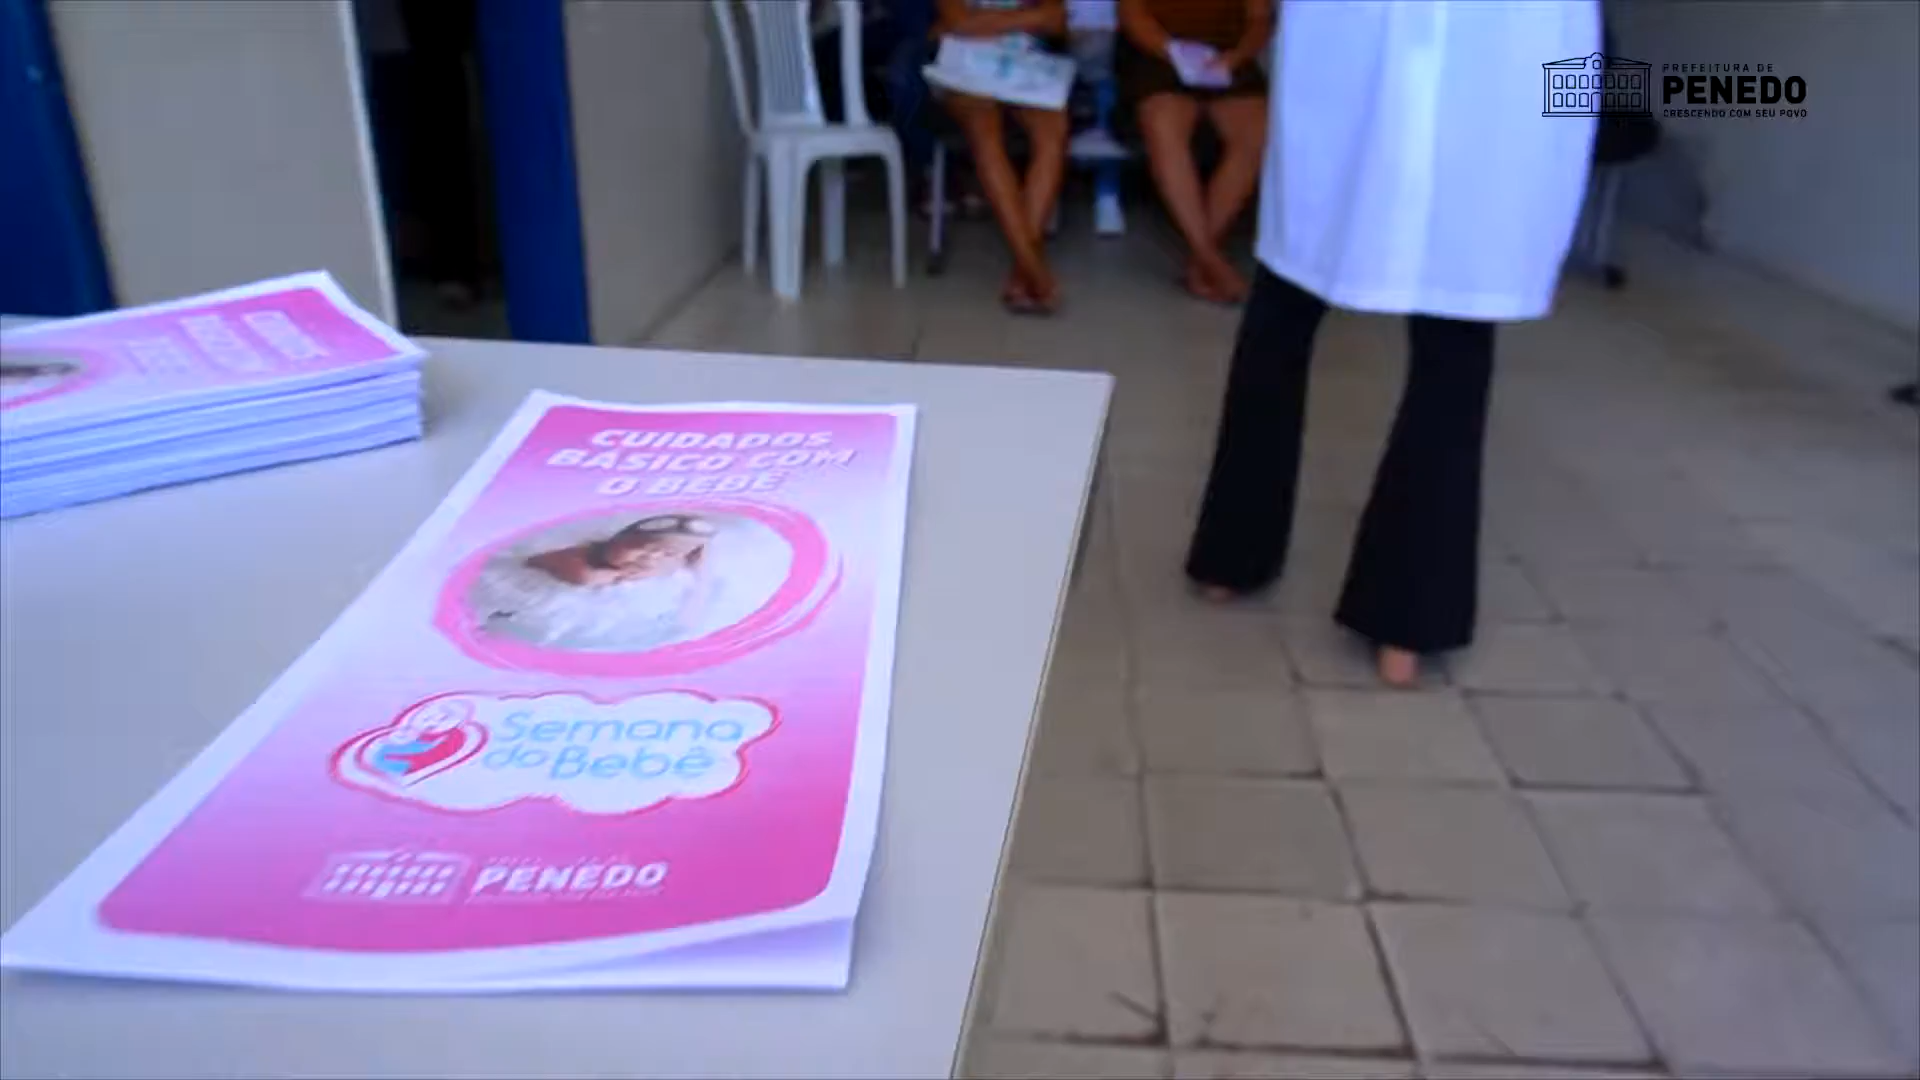 PREFEITURA DE
PENEDO
CRESCENDO COM SEU POVO
CUIDADOS
BÁSICO COM
O BEBÊ
Semana
do Bebê
PENEDO